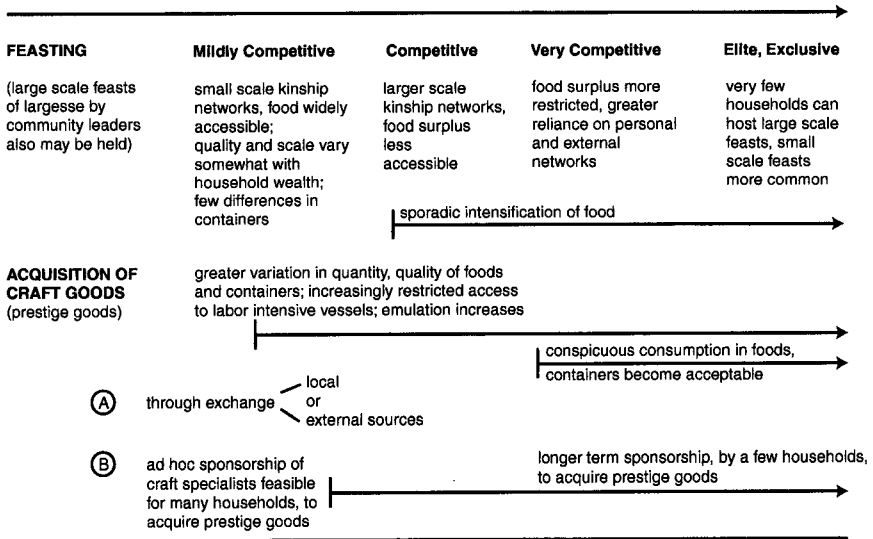 FEASTING
(large scale feasts
of largesse by
community leaders
also may be held)
Mildly Competitive
small scale kinship
networks, food widely
accessible;
quality and scale vary
somewhat with
household wealth;
few differences in
containers
Competitive
larger scale
kinship networks,
food surplus
less
accessible
Very Competitive
food surplus more
restricted, greater
reliance on personal
and external
networks
Elite, Exclusive
very few
households can
host large scale
feasts, small
scale feasts
more common
sporadic intensification of food
ACQUISITION OF
CRAFT GOODS
(prestige goods)
greater variation in quantity, quality of foods
and containers; increasingly restricted access
to labor intensive vessels; emulation increases
conspicuous consumption in foods,
containers become acceptable
A
through exchange
local
or
external sources
B
ad hoc sponsorship of
craft specialists feasible
for many households, to
acquire prestige goods
longer term sponsorship, by a few households,
to acquire prestige goods